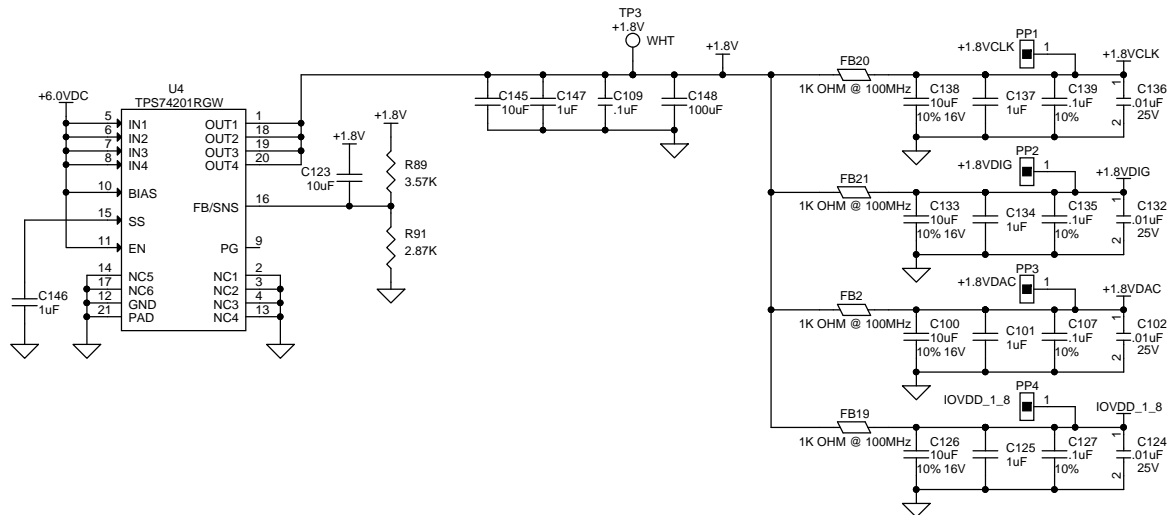 TP3
+1.8V
WHT
+1.8V
U4
TPS74201RGW
+6.0VDC
5 IN1
6 IN2
7 IN3
8 IN4
10 BIAS
15 SS
11 EN
14 NC5
17 NC6
12 GND
21 PAD
OUT1 1
OUT2 18
OUT3 19
OUT4 20
FB/SNS 16
PG 9
NC1 2
NC2 3
NC3 4
NC4 13
C146
1uF
+1.8V
C123
10uF
+1.8V
R89
3.57K
R91
2.87K
C145
10uF
C147
1uF
C109
.1uF
C148
100uF
FB20
1K OHM @ 100MHz
PP1
+1.8VCLK
1
+1.8VCLK
C138
10uF
10% 16V
C137
1uF
C139
.1uF
10%
1
2
C136
.01uF
25V
FB21
1K OHM @ 100MHz
PP2
+1.8VDIG
1
+1.8VDIG
C133
10uF
10% 16V
C134
1uF
C135
.1uF
10%
1
2
C132
.01uF
25V
FB2
1K OHM @ 100MHz
PP3
+1.8VDAC
1
+1.8VDAC
C100
10uF
10% 16V
C101
1uF
C107
.1uF
10%
1
2
C102
.01uF
25V
FB19
1K OHM @ 100MHz
PP4
IOVDD_1_8
1
IOVDD_1_8
C126
10uF
10% 16V
C125
1uF
C127
.1uF
10%
1
2
C124
.01uF
25V